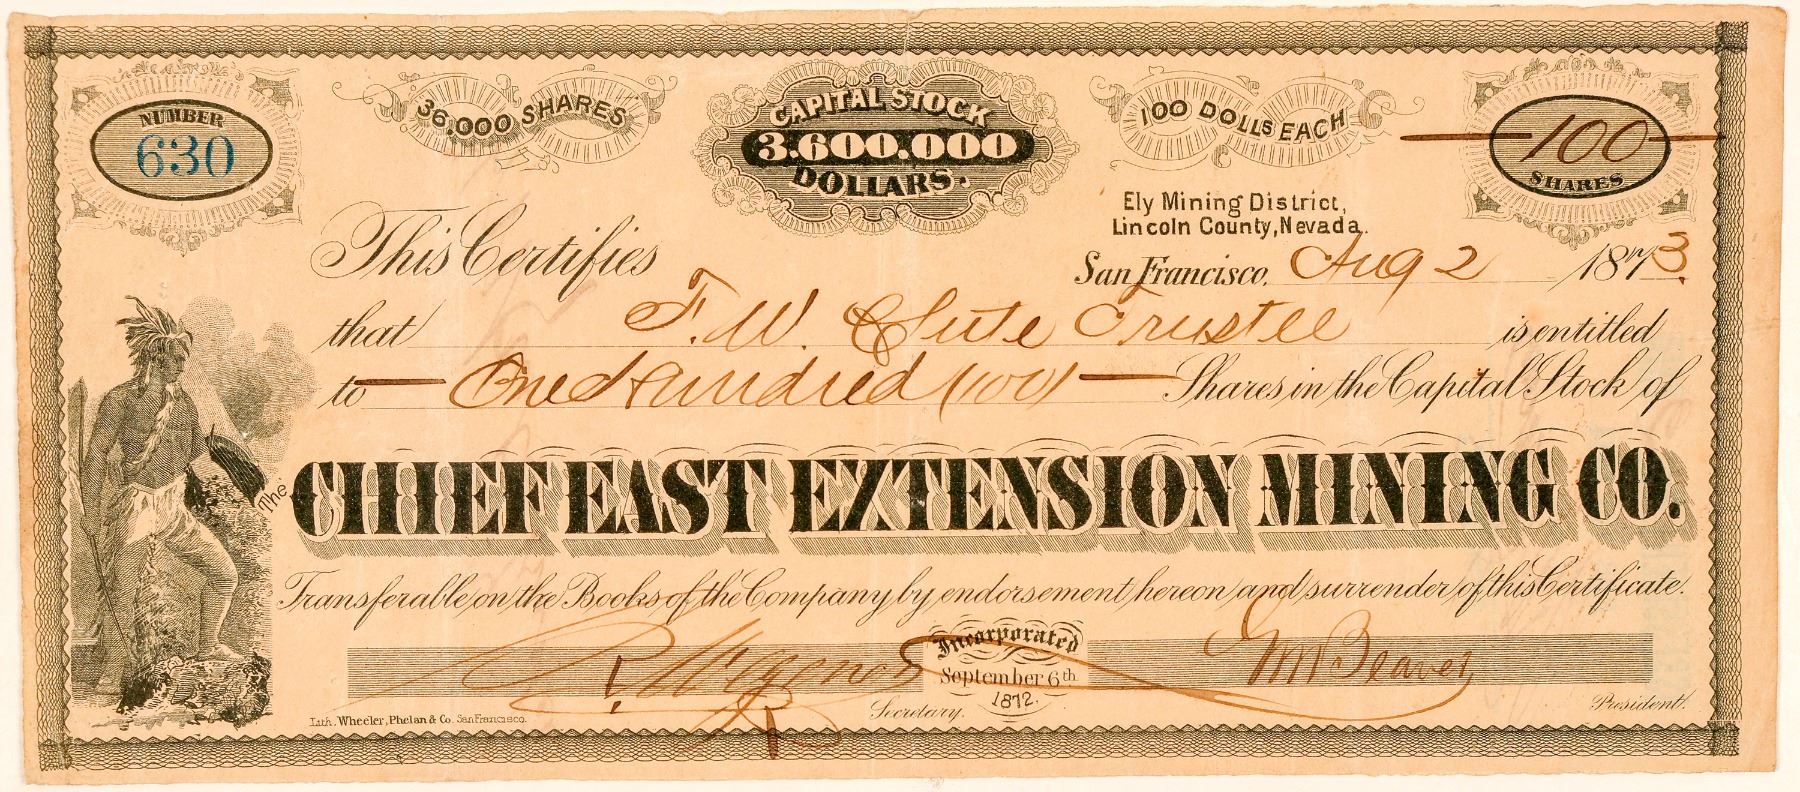 NUMBER
630
36,000 SHARES
CAPITAL STOCK
3.600.000
DOLLARS.
100 DOLLS EACH
100
SHARES
Ely Mining District,
Lincoln County, Nevada.
This Certifies
San Francisco, Aug 2 1873.
that F. W. Clute Trustee is entitled
to One Hundred (100) Shares in the Capital Stock of
The CHIEF EAST EXTENSION MINING CO.
Transferable on the Books of the Company by endorsement hereon and surrender of this Certificate.
Incorporated
September 6th
1872.
Beaver
Secretary.
President.
Lith. Wheeler, Phelan & Co. San Francisco.